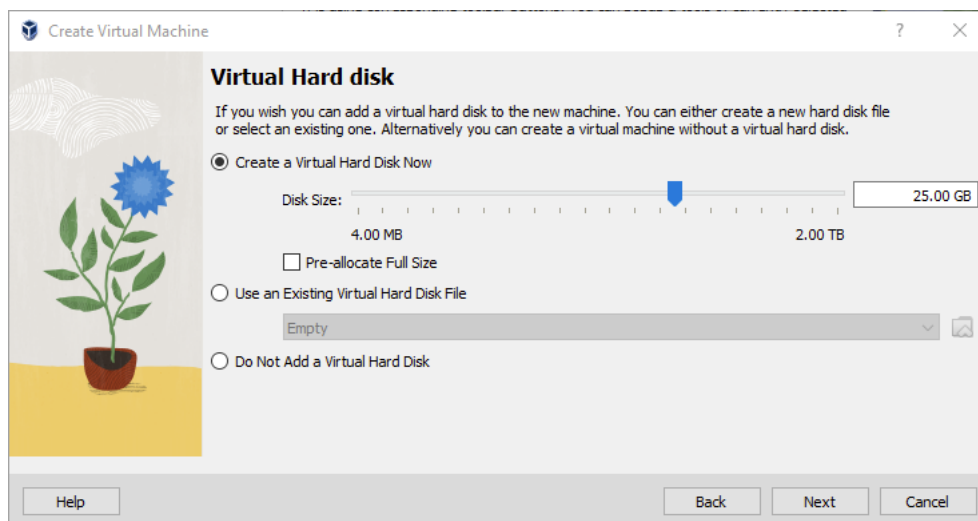 Create Virtual Machine
?
Virtual Hard disk
If you wish you can add a virtual hard disk to the new machine. You can either create a new hard disk file
or select an existing one. Alternatively you can create a virtual machine without a virtual hard disk.
Create a Virtual Hard Disk Now
Disk Size:
25.00 GB
4.00 MB 2.00 TB
Pre-allocate Full Size
Use an Existing Virtual Hard Disk File
Empty
Do Not Add a Virtual Hard Disk
Help Back Next Cancel